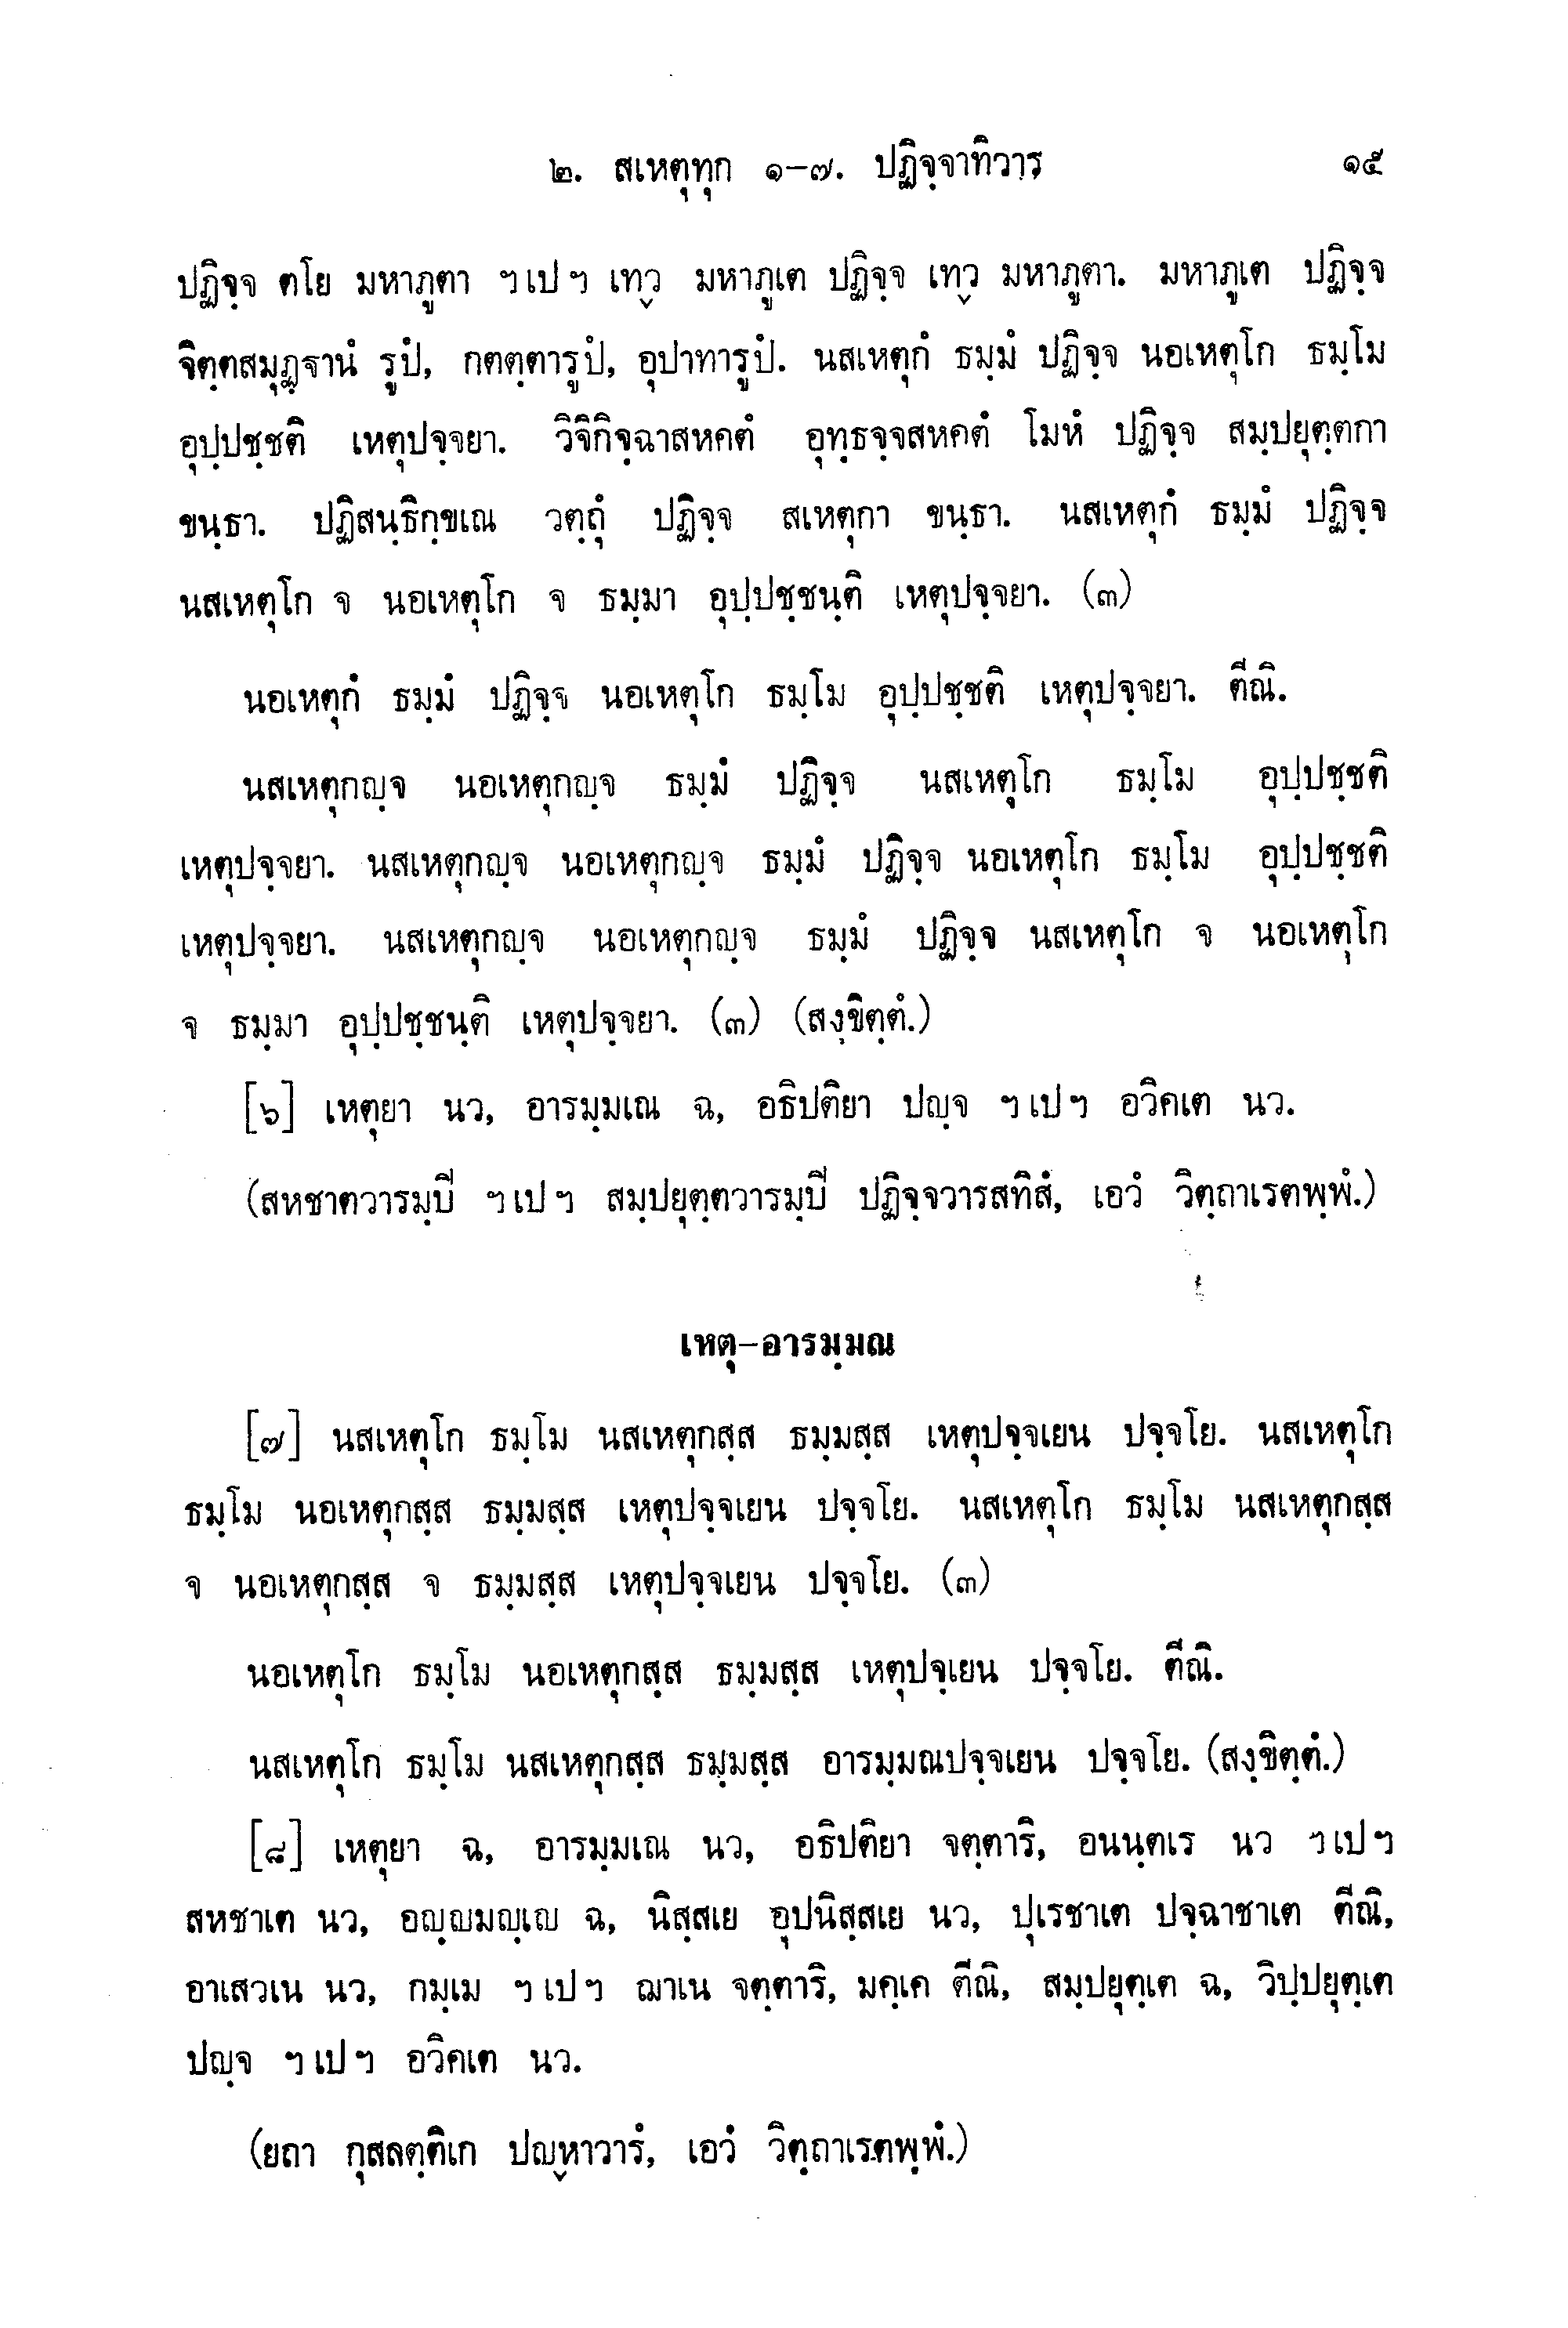 ๒. สเหตุทุก ๑-๗. ปฏิจฺจาทิวาร ๑๕
ปฏิจฺจ ตโย มหาภูตา ฯ เป ฯ เทฺว มหาภูเต ปฏิจฺจ เทฺว มหาภูตา. มหาภูเต ปฏิจฺจ
จิตฺตสมุฏฺฐานํ รูปํ, กตตฺตารูปํ, อุปาทารูปํ. นสเหตุกํ ธมฺมํ ปฏิจฺจ นอเหตุโก ธมฺโม
อุปฺปชฺชติ เหตุปจฺจยา. วิจิกิจฺฉาสหคตํ อุทฺธจฺจสหคตํ โมหํ ปฏิจฺจ สมฺปยุตฺตกา
ขนฺธา. ปฏิสนฺธิกฺขเณ วตฺถุํ ปฏิจฺจ สเหตุกา ขนฺธา. นสเหตุกํ ธมฺมํ ปฏิจฺจ
นสเหตุโก จ นอเหตุโก จ ธมฺมา อุปฺปชฺชนฺติ เหตุปจฺจยา. (๓)
นอเหตุกํ ธมฺมํ ปฏิจฺจ นอเหตุโก ธมฺโม อุปฺปชฺชติ เหตุปจฺจยา. ตีณิ.
นสเหตุกญฺจ นอเหตุกญฺจ ธมฺมํ ปฏิจฺจ นสเหตุโก ธมฺโม อุปฺปชฺชติ
เหตุปจฺจยา. นสเหตุกญฺจ นอเหตุกญฺจ ธมฺมํ ปฏิจฺจ นอเหตุโก ธมฺโม อุปฺปชฺชติ
เหตุปจฺจยา. นสเหตุกญฺจ นอเหตุกญฺจ ธมฺมํ ปฏิจฺจ นสเหตุโก จ นอเหตุโก
จ ธมฺมา อุปฺปชฺชนฺติ เหตุปจฺจยา. (๓) (สงฺขิตฺตํ.)
[๖] เหตุยา นว, อารมฺมเณ ฉ, อธิปติยา ปญฺจ ฯ เป ฯ อวิคเต นว.
(สหชาตวารมฺปี ฯ เป ฯ สมฺปยุตฺตวารมฺปี ปฏิจฺจวารสทิสํ, เอวํ วิตฺถาเรตพฺพํ.)
เหตุ-อารมฺมณ
[๗] นสเหตุโก ธมฺโม นสเหตุกสฺส ธมฺมสฺส เหตุปจฺจเยน ปจฺจโย. นสเหตุโก
ธมฺโม นอเหตุกสฺส ธมฺมสฺส เหตุปจฺจเยน ปจฺจโย. นสเหตุโก ธมฺโม นสเหตุกสฺส
จ นอเหตุกสฺส จ ธมฺมสฺส เหตุปจฺจเยน ปจฺจโย. (๓)
นอเหตุโก ธมฺโม นอเหตุกสฺส ธมฺมสฺส เหตุปจฺเยน ปจฺจโย. ตีณิ.
นสเหตุโก ธมฺโม นสเหตุกสฺส ธมฺมสฺส อารมฺมณปจฺจเยน ปจฺจโย. (สงฺขิตฺตํ.)
[๘] เหตุยา ฉ, อารมฺมเณ นว, อธิปติยา จตฺตาริ, อนนฺตเร นว ฯ เป ฯ
สหชาเต นว, อญฺญมญฺเญ ฉ, นิสฺสเย อุปนิสฺสเย นว, ปุเรชาเต ปจฺฉาชาเต ตีณิ,
อาเสวเน นว, กมฺเม ฯ เป ฯ ฌาเน จตฺตาริ, มคฺเค ตีณิ, สมฺปยุตฺเต ฉ, วิปฺปยุตฺเต
ปญฺจ ฯ เป ฯ อวิคเต นว.
(ยถา กุสลตฺติเก ปญฺหาวารํ, เอวํ วิตฺถาเรตพฺพํ.)